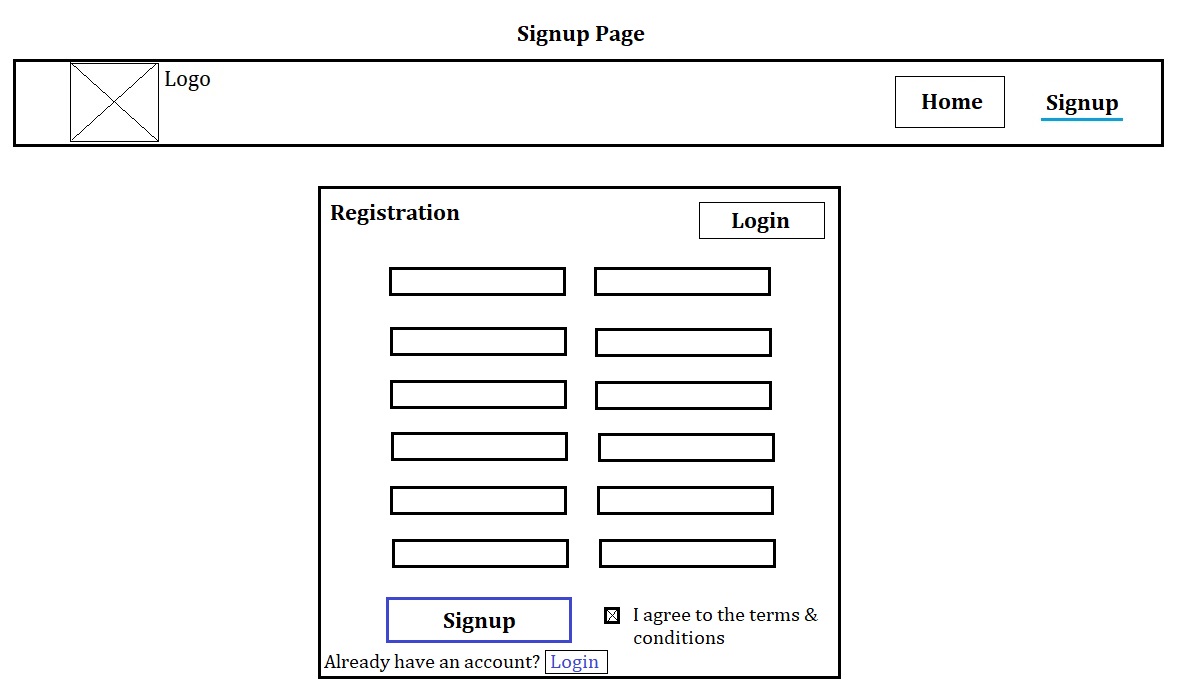 Signup Page
Logo
Home
Signup
Registration
Login
Signup
I agree to the terms &
conditions
Already have an account? Login